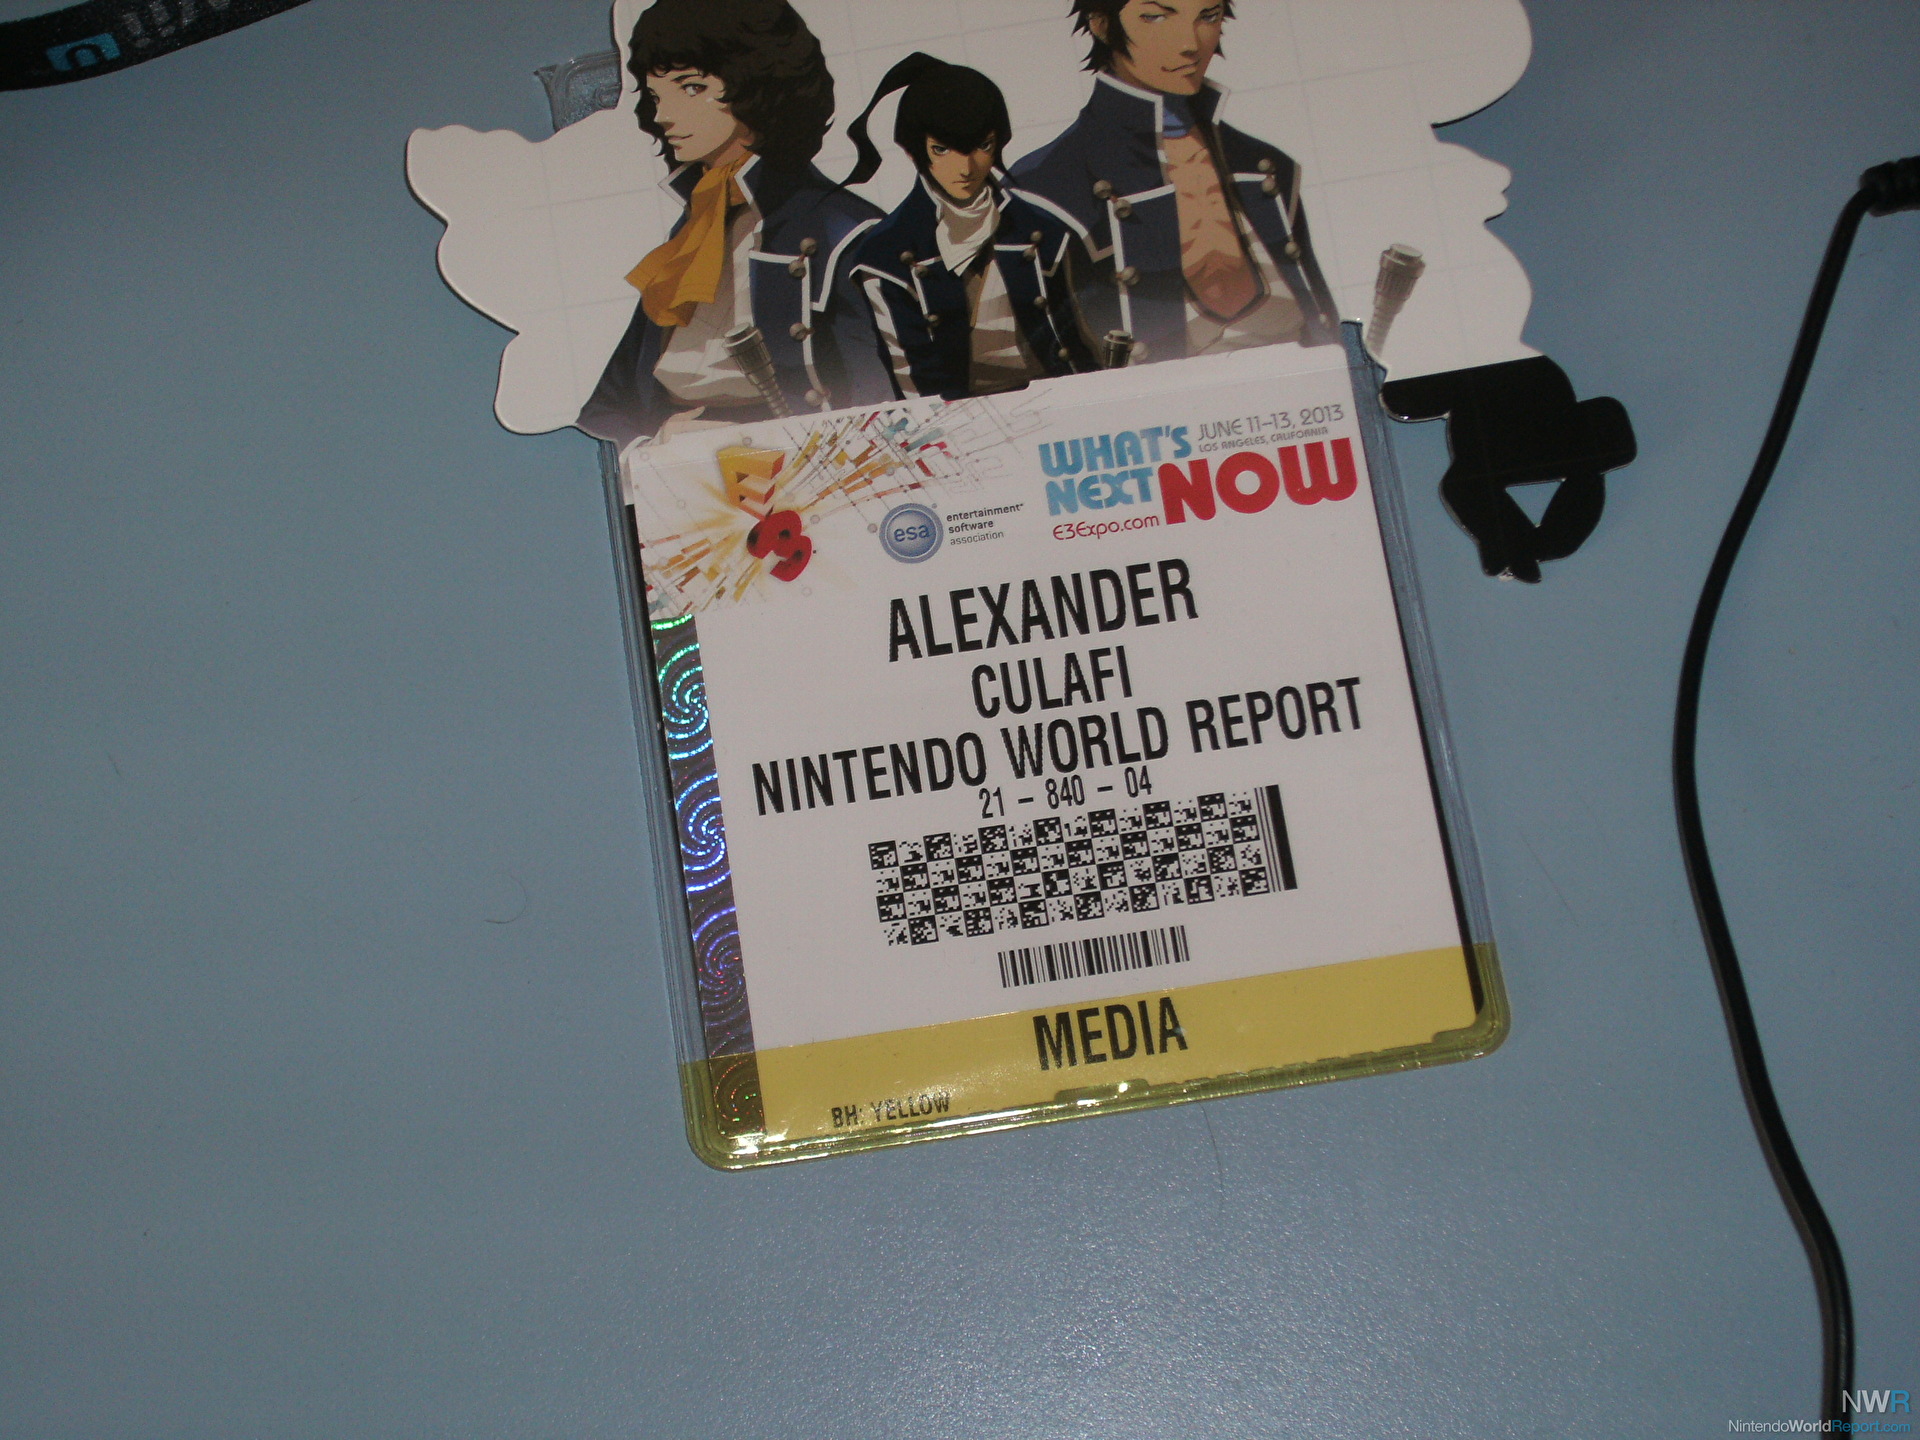 U
WHAT'S
NEXT
NOW
JUNE 11-13, 2013
LOS ANGELES, CALIFORNIA
E3Expo.com
E3
esa
entertainment
software
association
ALEXANDER
CULAFI
NINTENDO WORLD REPORT
21 - 840 - 04
MEDIA
BH: YELLOW
NWR
NintendoWorldReport.com